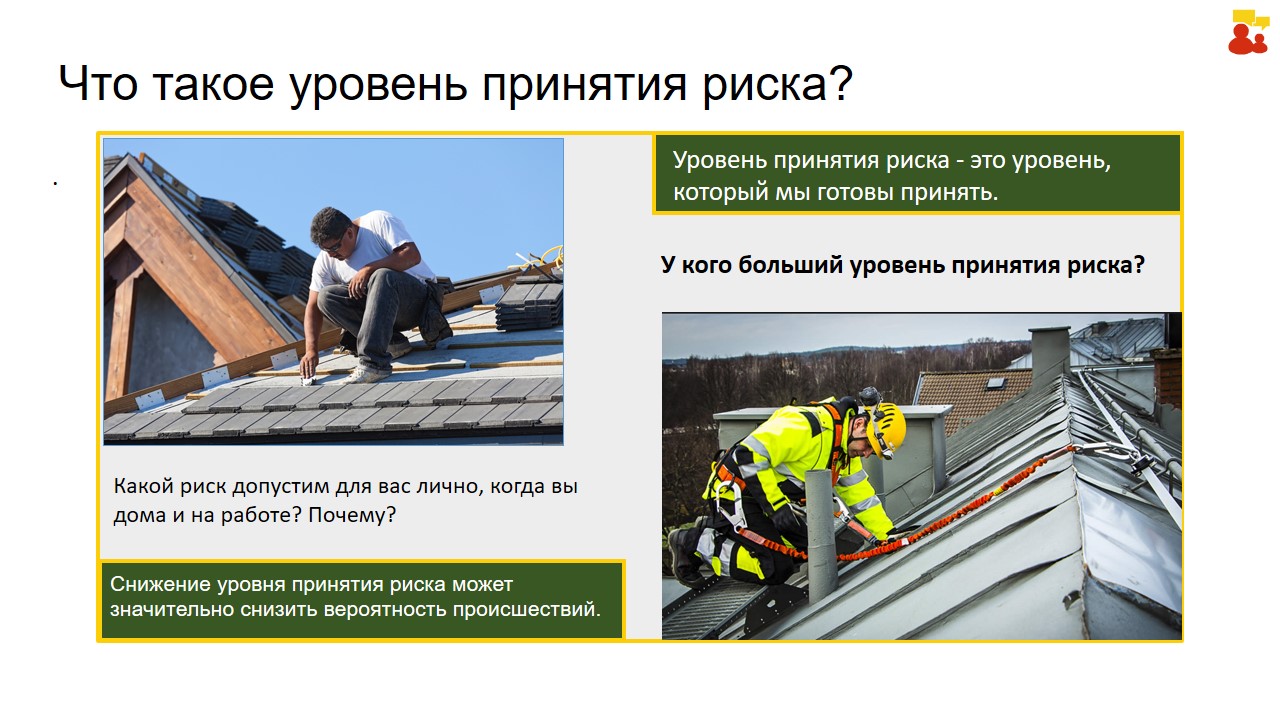 Что такое уровень принятия риска?
.
Уровень принятия риска - это уровень,
который мы готовы принять.
У кого больший уровень принятия риска?
Какой риск допустим для вас лично, когда вы
дома и на работе? Почему?
Снижение уровня принятия риска может
значительно снизить вероятность происшествий.